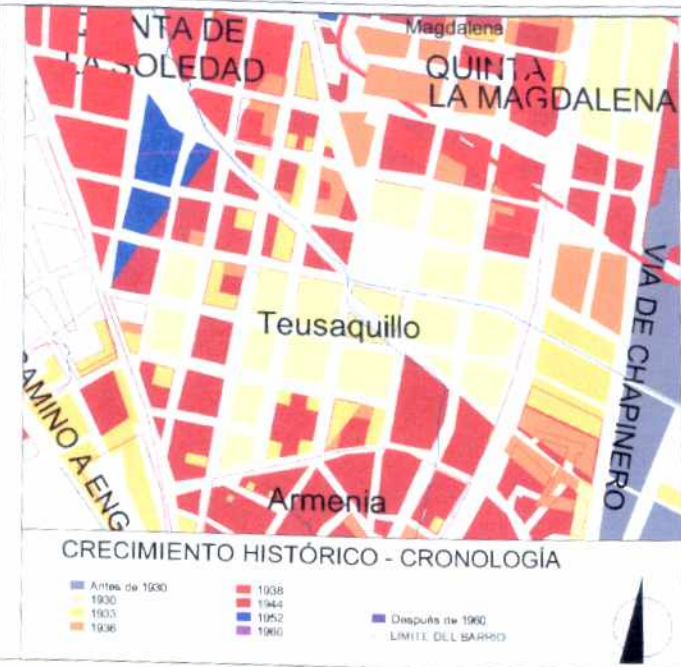 NTA DE
LA SOLEDAD
Magdalena
QUINTA
LA MAGDALENA
VIA DE CHAPINERO
Teusaquillo
CAMINO A ENG
Armenia
CRECIMIENTO HISTÓRICO - CRONOLOGÍA
Antes de 1930
1930
1933
1936
1938
1944
1952
1960
Después de 1960
LIMITE DEL BARRIO